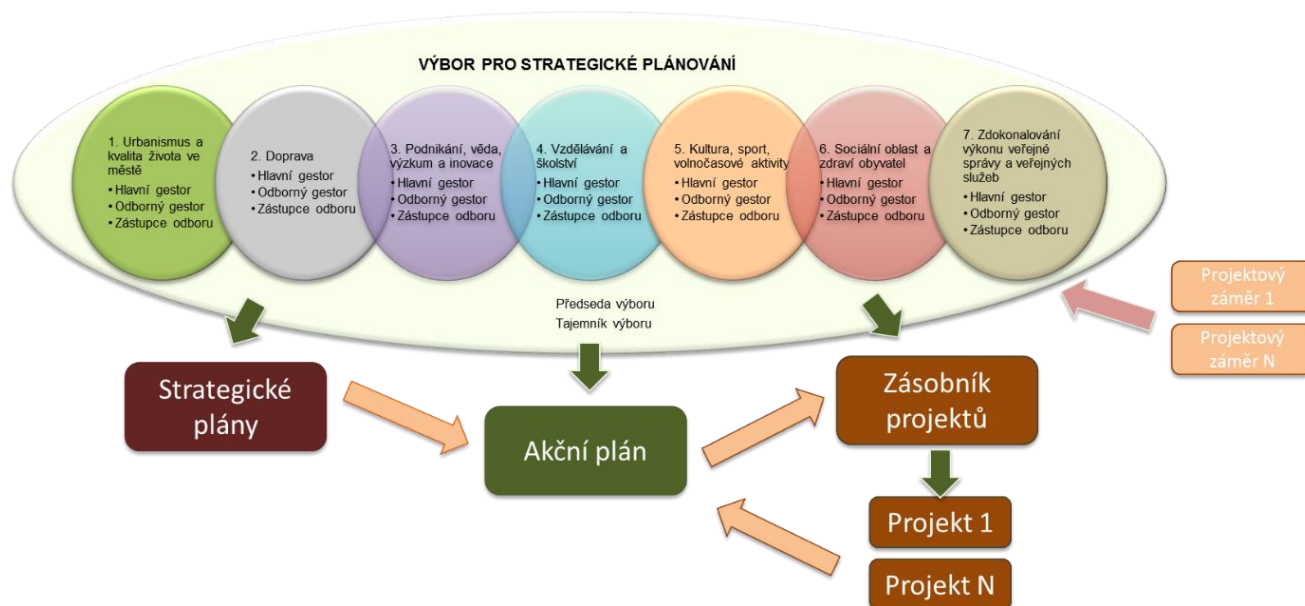 VÝBOR PRO STRATEGICKÉ PLÁNOVÁNÍ
1. Urbanismus a
kvalita života ve
městě
• Hlavní gestor
• Odborný gestor
• Zástupce odboru
2. Doprava
• Hlavní gestor
• Odborný gestor
• Zástupce odboru
3. Podnikání, věda,
výzkum a inovace
• Hlavní gestor
• Odborný gestor
• Zástupce odboru
4. Vzdělávání a
školství
• Hlavní gestor
• Odborný gestor
• Zástupce odboru
5. Kultura, sport,
volnočasové aktivity
• Hlavní gestor
• Odborný gestor
• Zástupce odboru
6. Sociální oblast a
zdraví obyvatel
• Hlavní gestor
• Odborný gestor
• Zástupce odboru
7. Zdokonalování
výkonu veřejné
správy a veřejných
služeb
• Hlavní gestor
• Odborný gestor
• Zástupce odboru
Předseda výboru
Tajemník výboru
Projektový
záměr 1
Projektový
záměr N
Strategické
plány
Akční plán
Zásobník
projektů
Projekt 1
Projekt N